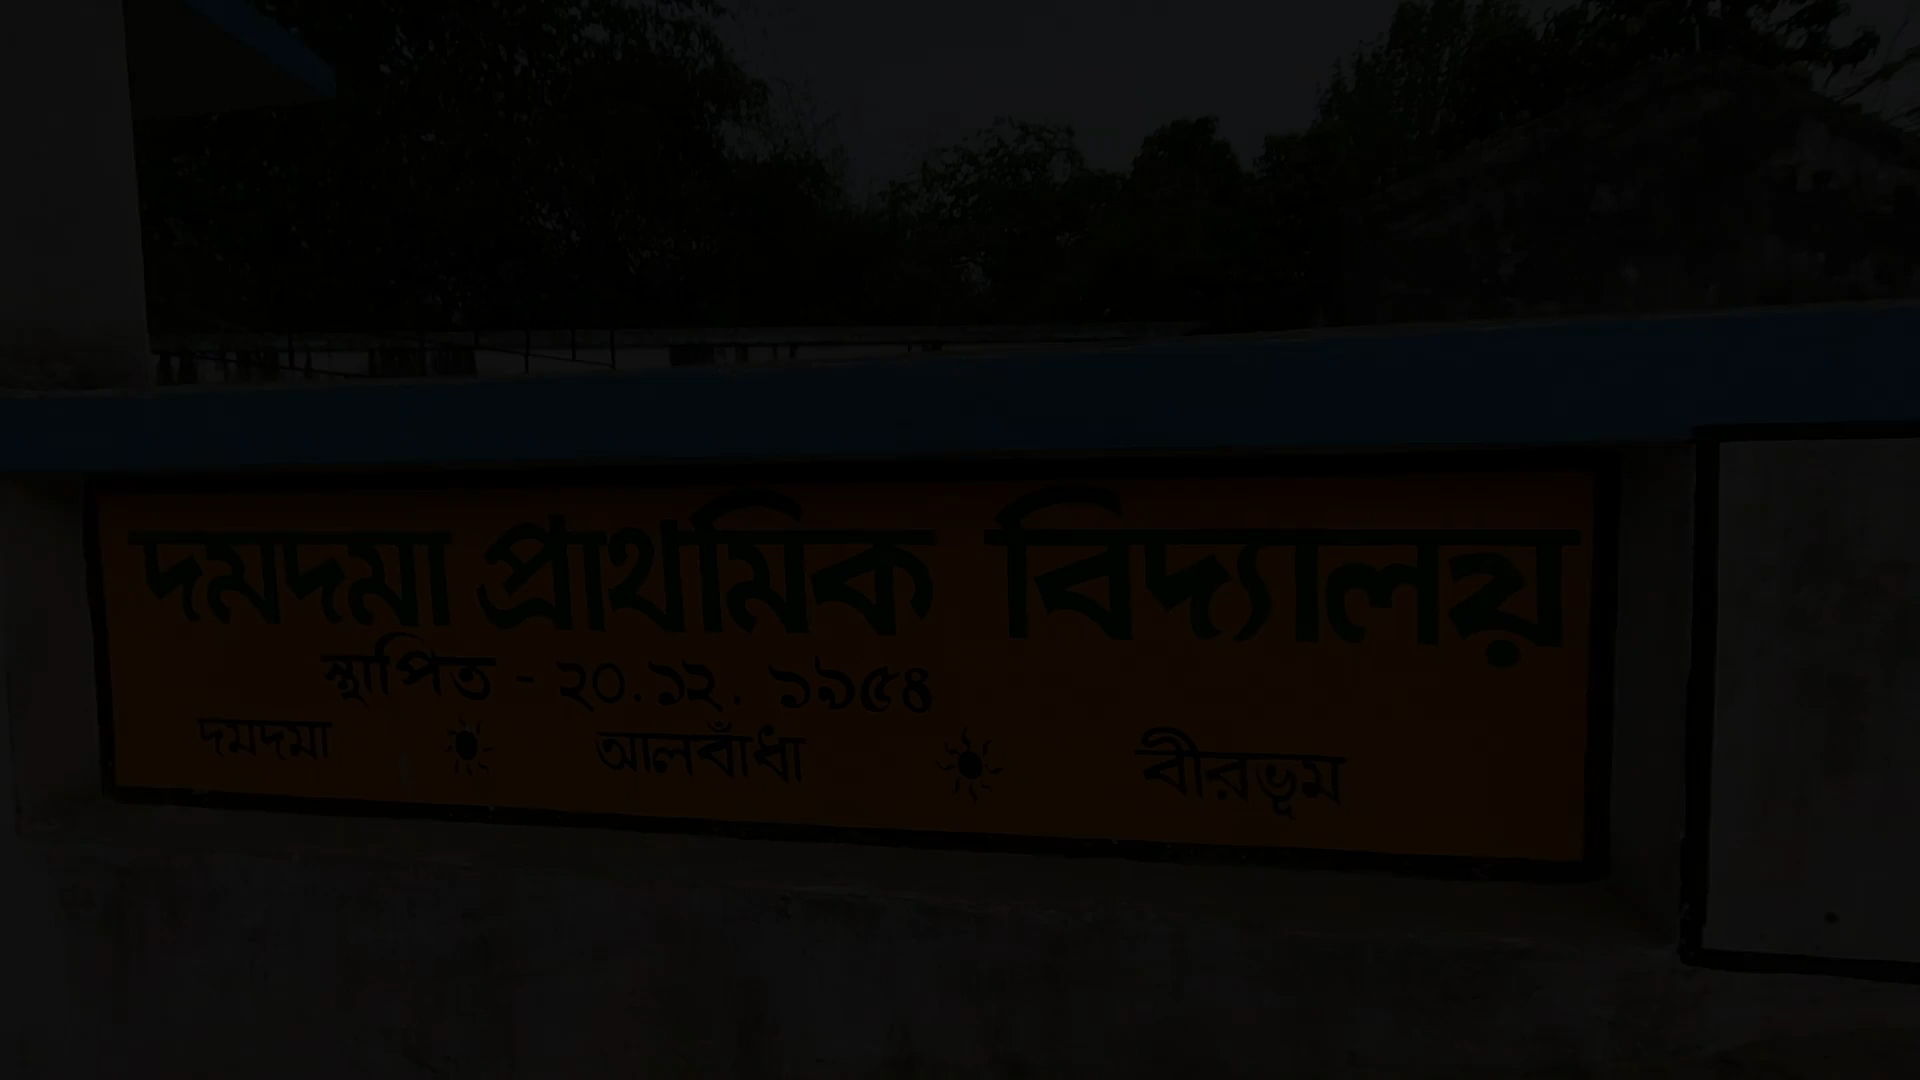 দমদমা প্রাথমিক বিদ্যালয়
স্থাপিত - ২০.১২. ১৯৫৪
দমদমা আলবাঁধা বীরভূম